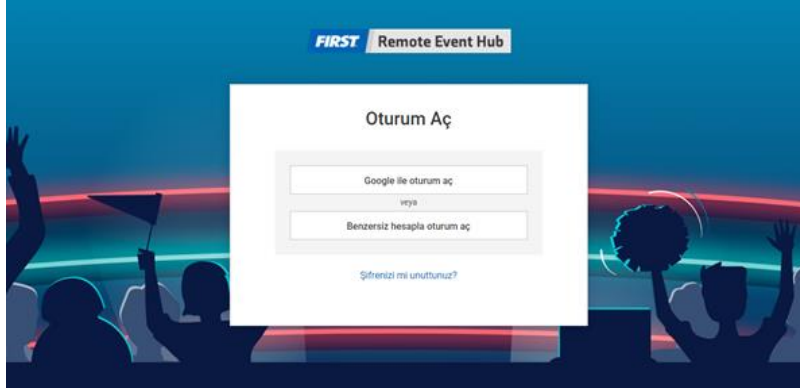 FIRST Remote Event Hub
Oturum Aç
Google ile oturum aç
veya
Benzersiz hesapla oturum aç
Şifrenizi mi unuttunuz?